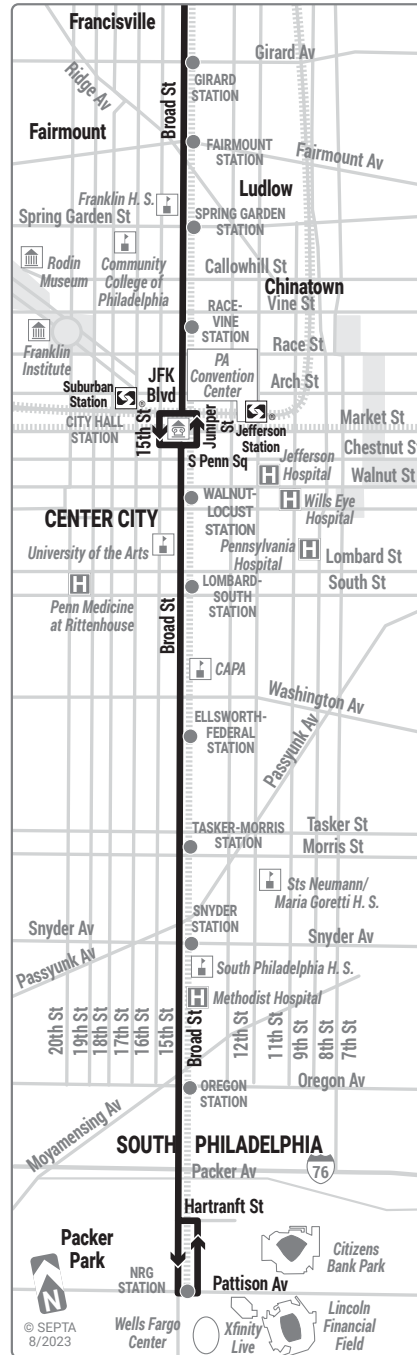 Francisville
Girard Av
Ridge Av
Broad St
GIRARD
STATION
Fairmount
FAIRMOUNT
STATION
Fairmount Av
Ludlow
Franklin H. S.
Spring Garden St
SPRING GARDEN
STATION
Rodin
Museum
Community
College of
Philadelphia
Callowhill St
Chinatown
Vine St
RACE-
VINE
STATION
Race St
Franklin
Institute
PA
Convention
Center
JFK
Blvd
Arch St
Suburban
Station
®
®
CITY HALL
STATION
15th St
Juniper
St
Jefferson
Station
Market St
Chestnut St
S Penn Sq
Jefferson
Hospital
Walnut St
WALNUT-
LOCUST
STATION
H
H
Wills Eye
Hospital
CENTER CITY
University of the Arts
Pennsylvania
Hospital
H
Lombard St
H
LOMBARD-
SOUTH
STATION
South St
Penn Medicine
at Rittenhouse
Broad St
CAPA
Washington Av
ELLSWORTH-
FEDERAL
STATION
Passyunk Av
TASKER-MORRIS
STATION
Tasker St
Morris St
Sts Neumann/
Maria Goretti H. S.
SNYDER
STATION
Snyder Av
Snyder Av
Passyunk Av
South Philadelphia H. S.
H
Methodist Hospital
20th St
19th St
18th St
17th St
16th St
15th St
Broad St
12th St
11th St
9th St
8th St
7th St
OREGON
STATION
Oregon Av
Moyamensing Av
SOUTH PHILADELPHIA
Packer Av
76
Hartranft St
Packer
Park
Citizens
Bank Park
NRG
STATION
Pattison Av
N
© SEPTA
8/2023
Wells Fargo
Center
Xfinity
Live
Lincoln
Financial
Field